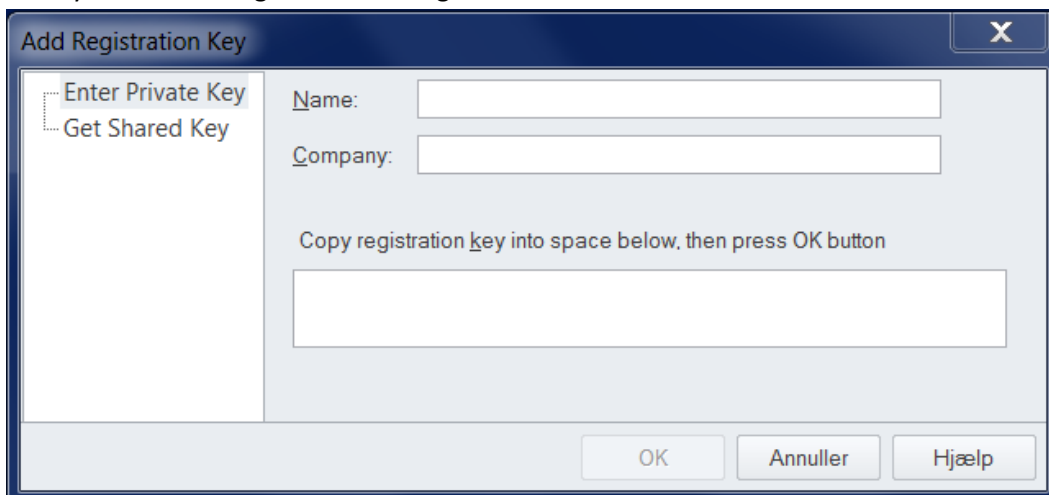 Add Registration Key
X
Enter Private Key
Get Shared Key
Name:
Company:
Copy registration key into space below, then press OK button
OK
Annuller
Hjælp